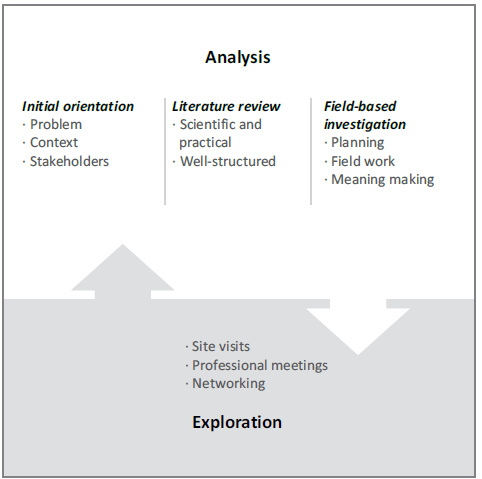 Analysis
Initial orientation
· Problem
· Context
· Stakeholders
Literature review
· Scientific and
practical
· Well-structured
Field-based
investigation
· Planning
· Field work
· Meaning making
· Site visits
· Professional meetings
· Networking
Exploration